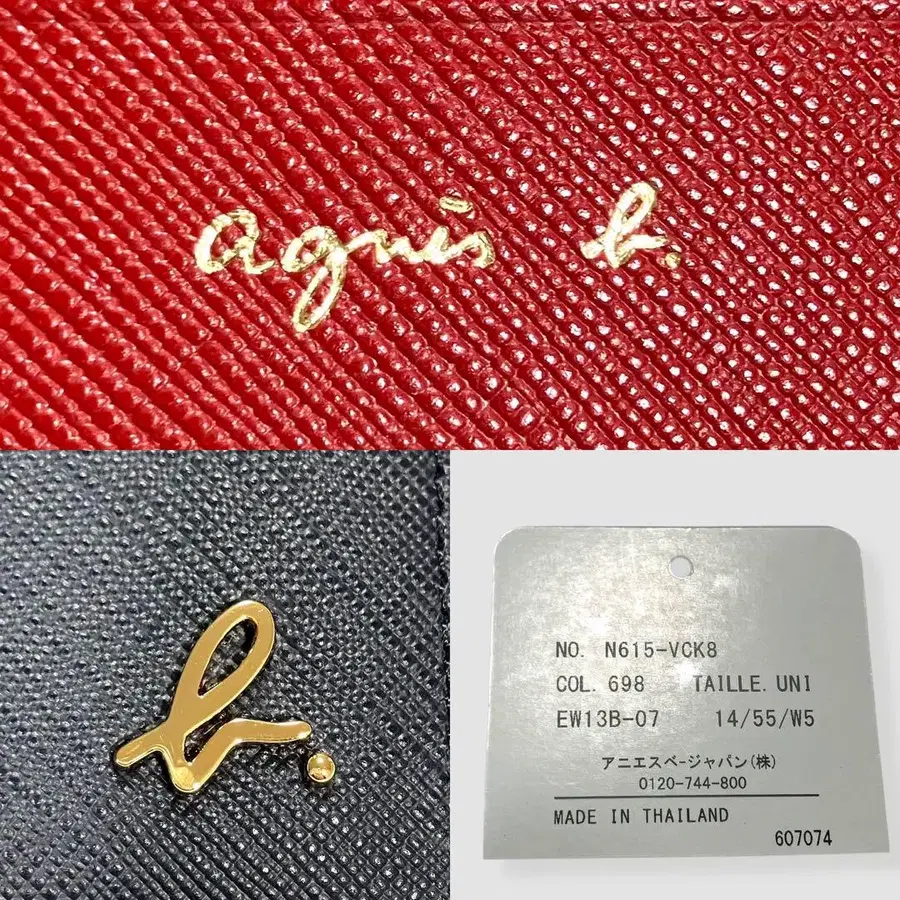 agnès b.
b.
NO. N615-VCK8
COL. 698 TAILLE. UNI
EW13B-07 14/55/W5
アニエスベージャパン(株)
0120-744-800
MADE IN THAILAND
607074